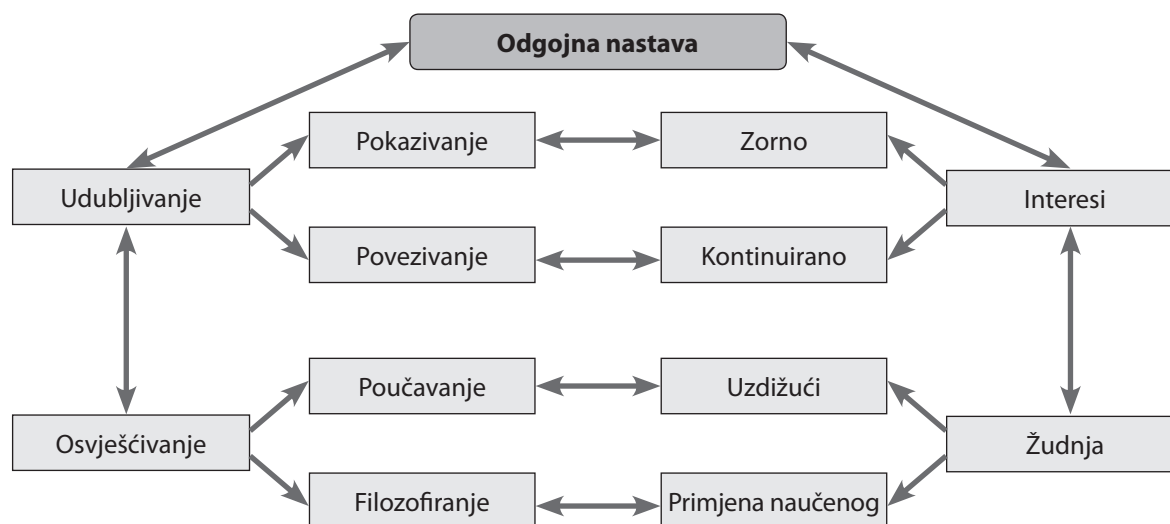 Odgojna nastava
Pokazivanje
Zorno
Udubljivanje
Interesi
Povezivanje
Kontinuirano
Poučavanje
Uzdižući
Osvješćivanje
Žudnja
Filozofiranje
Primjena naučenog